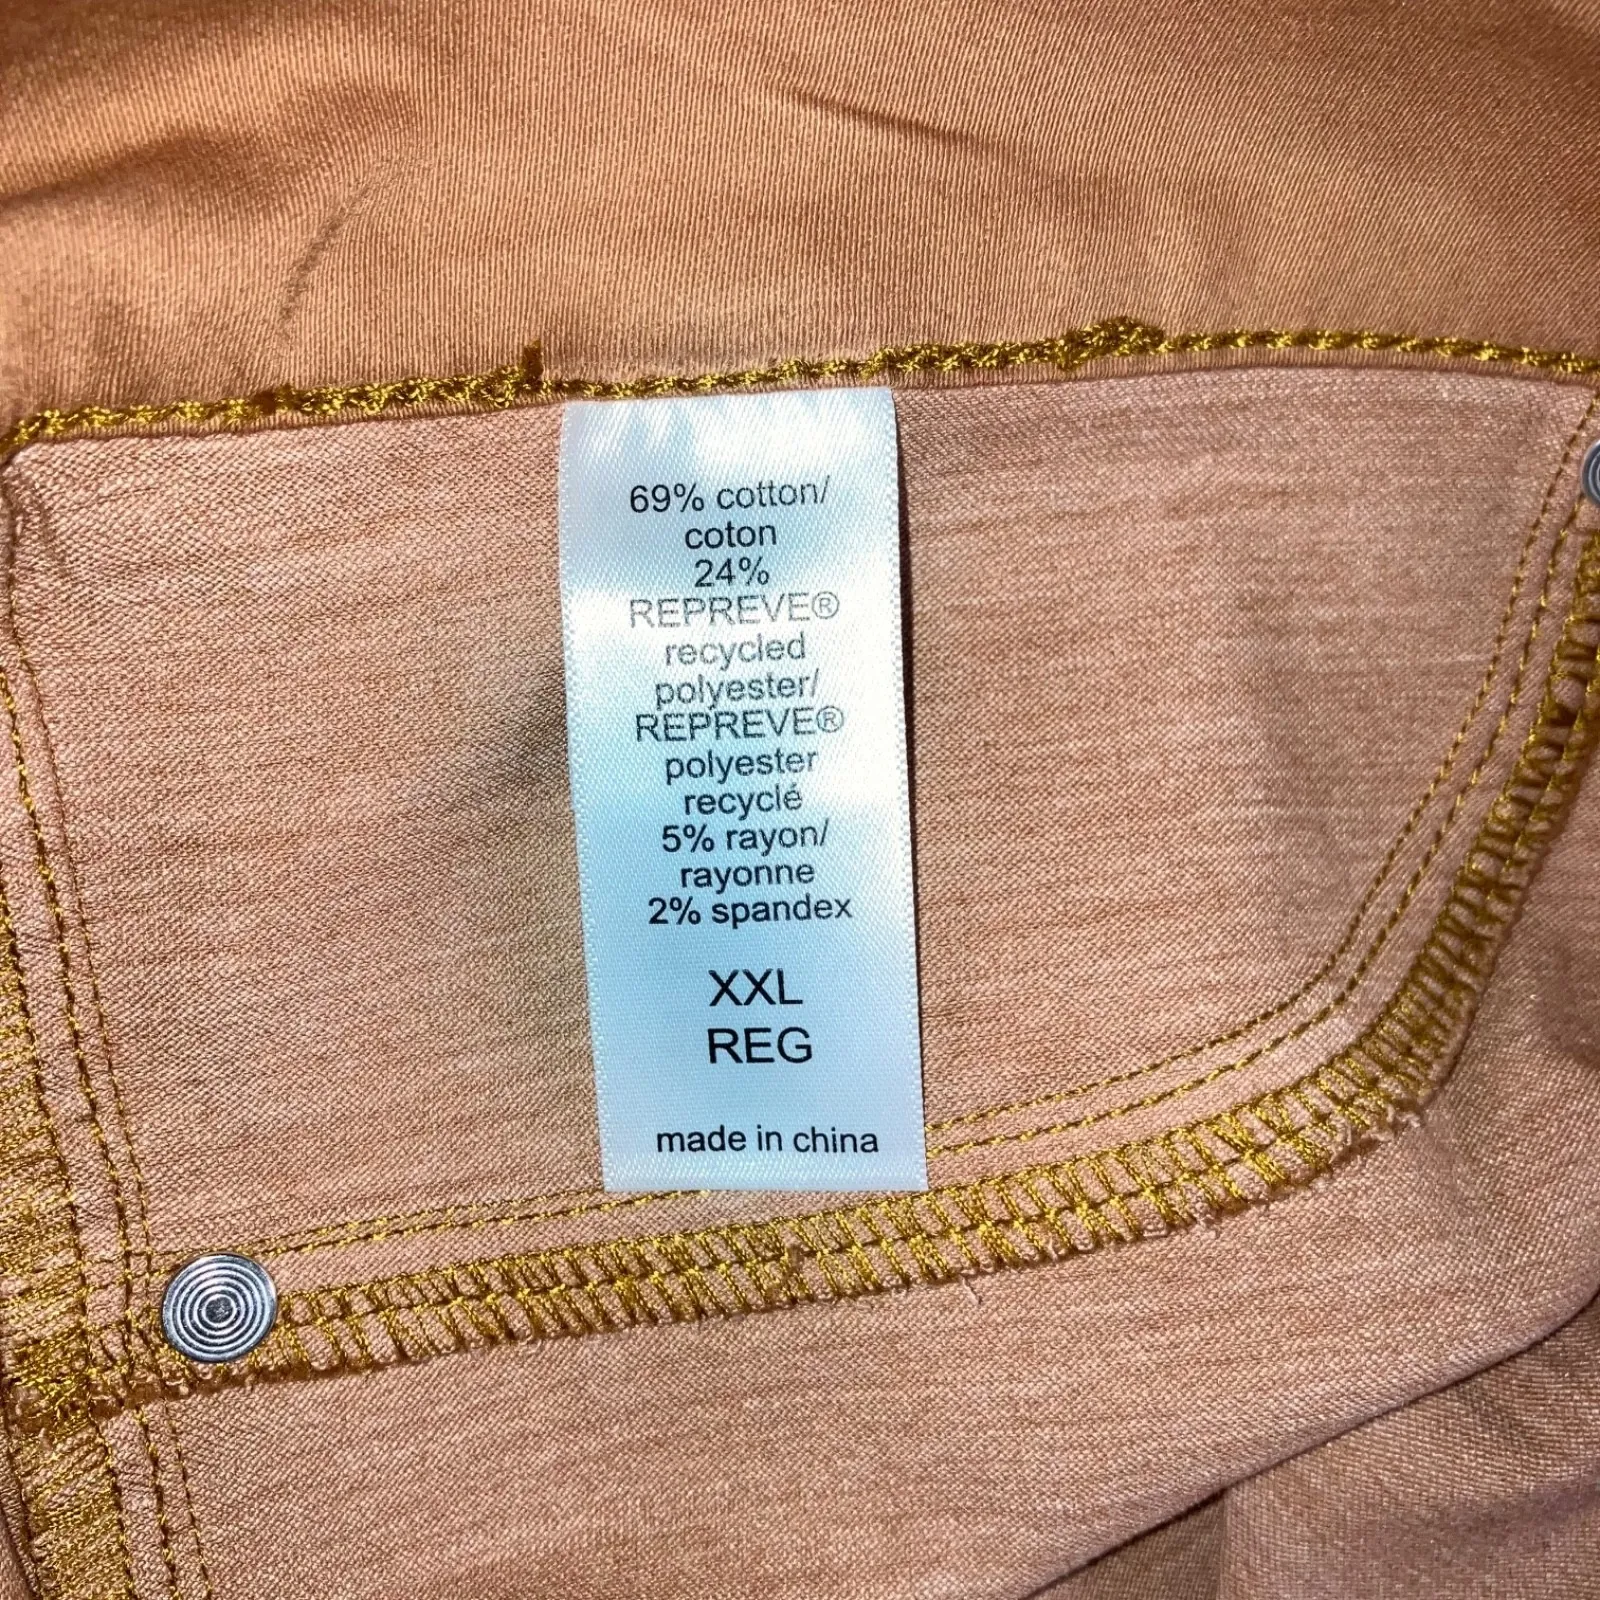 69% cotton/
coton
24%
REPREVE®
recycled
polyester/
REPREVE®
polyester
recyclé
5% rayon/
rayonne
2% spandex
XXL
REG
made in china